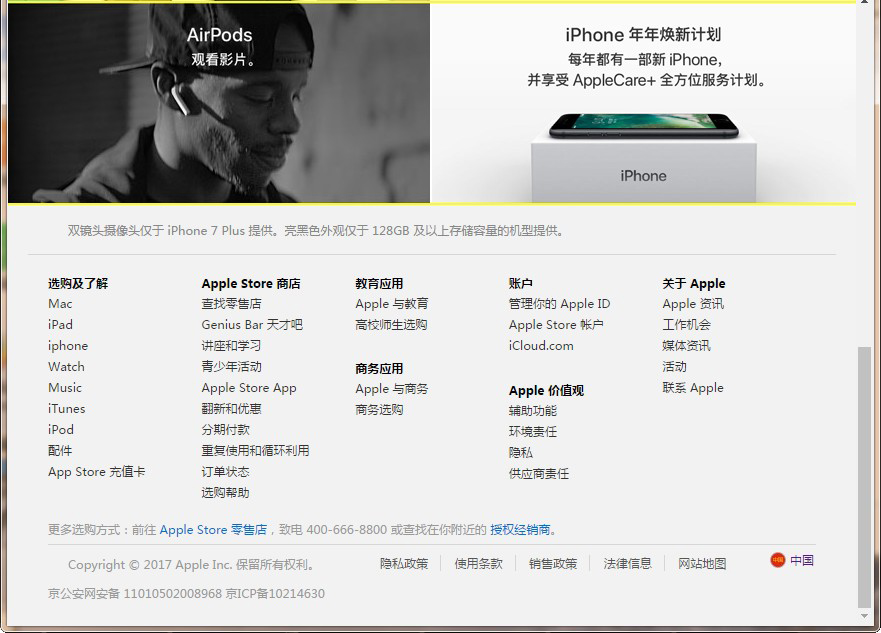 AirPods
观看影片。
iPhone 年年焕新计划
每年都有一部新 iPhone，
并享受 AppleCare+ 全方位服务计划。
iPhone
双镜头摄像头仅于 iPhone 7 Plus 提供。亮黑色外观仅于 128GB 及以上存储容量的机型提供。
选购及了解
Mac
iPad
iphone
Watch
Music
iTunes
iPod
配件
App Store 充值卡
Apple Store 商店
查找零售店
Genius Bar 天才吧
讲座和学习
青少年活动
Apple Store App
翻新和优惠
分期付款
重复使用和循环利用
订单状态
选购帮助
教育应用
Apple 与教育
高校师生选购
商务应用
Apple 与商务
商务选购
账户
管理你的 Apple ID
Apple Store 帐户
iCloud.com
Apple 价值观
辅助功能
环境责任
隐私
供应商责任
关于 Apple
Apple 资讯
工作机会
媒体资讯
活动
联系 Apple
更多选购方式：前往 Apple Store 零售店，致电 400-666-8800 或查找在你附近的 授权经销商。
Copyright © 2017 Apple Inc. 保留所有权利。 隐私政策 使用条款 销售政策 法律信息 网站地图 中国
京公安网安备 11010502008968 京ICP备10214630